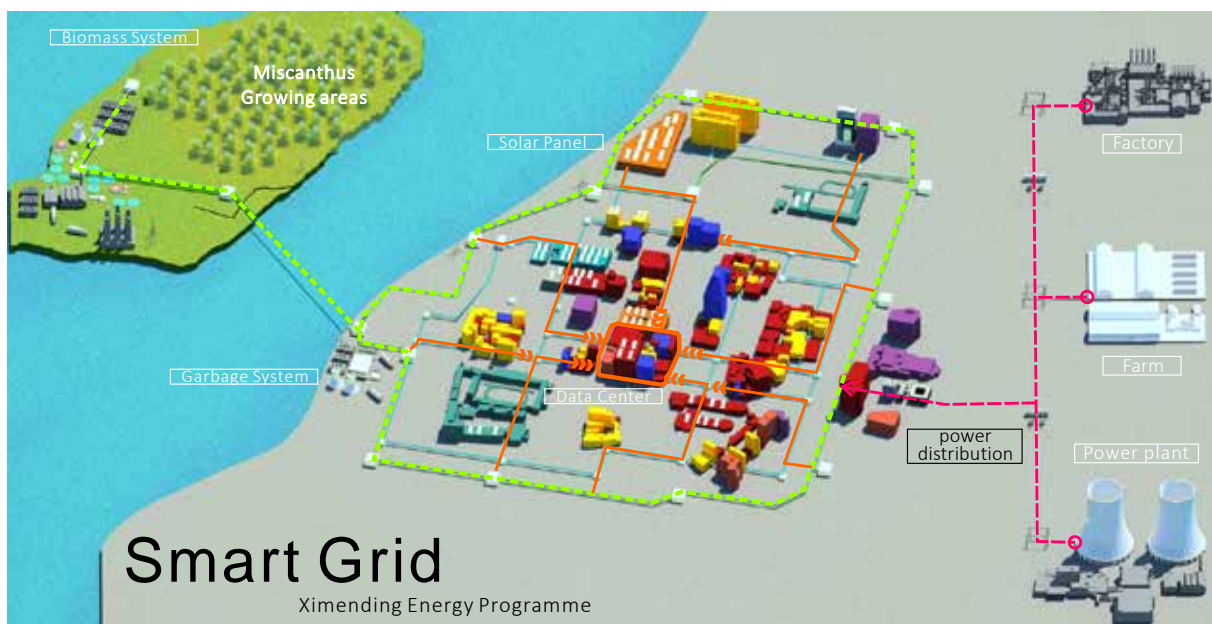 Biomass System
Miscanthus
Growing areas
Solar Panel
Factory
Garbage System
Data Center
Farm
power
distribution
Power plant
Smart Grid
Ximending Energy Programme